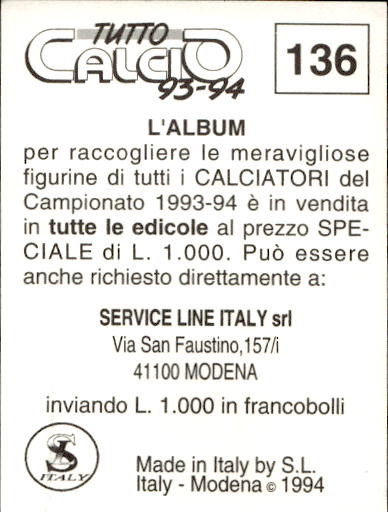 TUTTO
CALCIO
93-94
136
L'ALBUM
per raccogliere le meravigliose
figurine di tutti i CALCIATORI del
Campionato 1993-94 è in vendita
in tutte le edicole al prezzo SPE-
CIALE di L. 1.000. Può essere
anche richiesto direttamente a:
SERVICE LINE ITALY srl
Via San Faustino,157/i
41100 MODENA
inviando L. 1.000 in francobolli
SL
ITALY
Made in Italy by S.L.
Italy - Modena © 1994